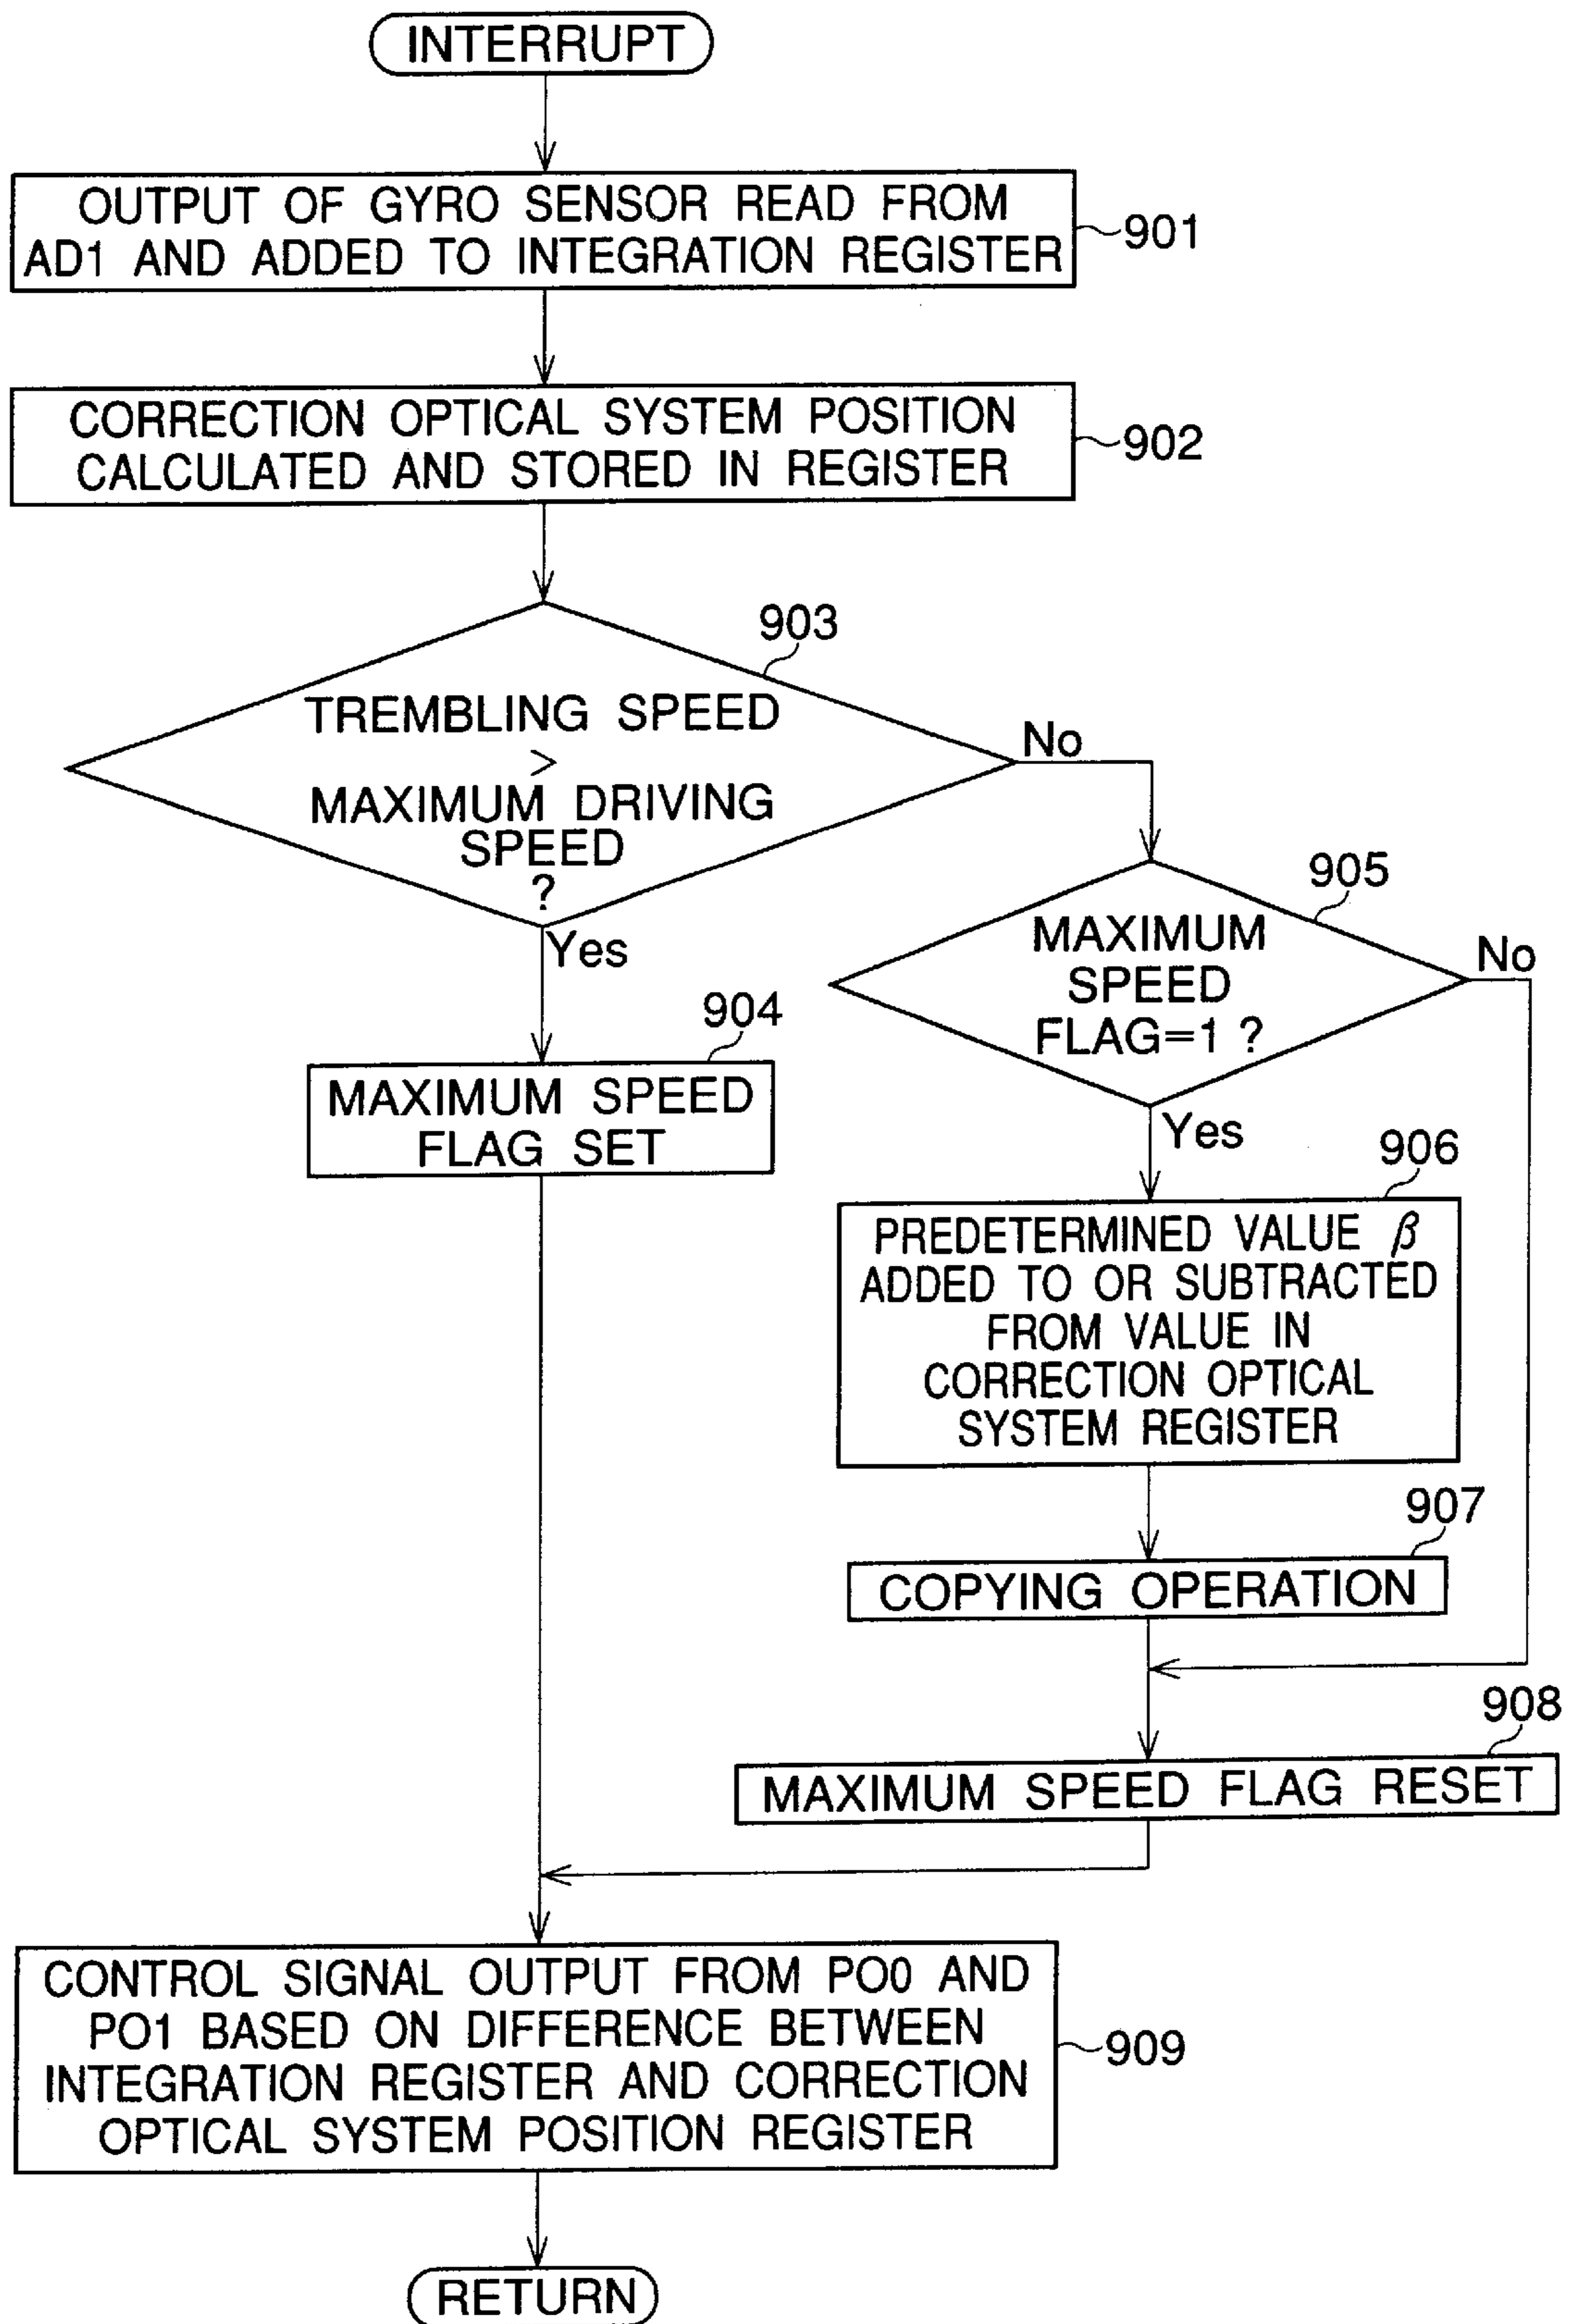 INTERRUPT
OUTPUT OF GYRO SENSOR READ FROM
AD1 AND ADDED TO INTEGRATION REGISTER
901
CORRECTION OPTICAL SYSTEM POSITION
CALCULATED AND STORED IN REGISTER
902
903
TREMBLING SPEED
>
MAXIMUM DRIVING
SPEED
?
No
Yes
905
MAXIMUM
SPEED
FLAG=1 ?
No
Yes
904
MAXIMUM SPEED
FLAG SET
906
PREDETERMINED VALUE β
ADDED TO OR SUBTRACTED
FROM VALUE IN
CORRECTION OPTICAL
SYSTEM REGISTER
907
COPYING OPERATION
908
MAXIMUM SPEED FLAG RESET
CONTROL SIGNAL OUTPUT FROM PO0 AND
PO1 BASED ON DIFFERENCE BETWEEN
INTEGRATION REGISTER AND CORRECTION
OPTICAL SYSTEM POSITION REGISTER
909
RETURN